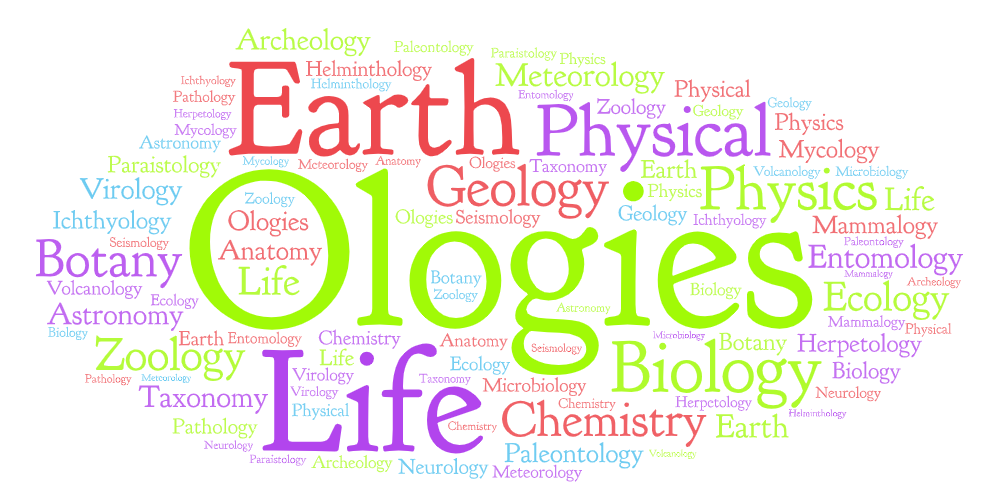 Archeology
Paleontology
Paraistology
Physics
Ichthyology
Helminthology
Helminthology
Earth
Meteorology
Physical
Pathology
Entomology
Herpetology
Physical
Zoology
Geology
Geology
Mycology
Physics
Astronomy
Mycology
Paraistology
Mycology
Meteorology
Anatomy
Ologies
Taxonomy
Earth
Volcanology
Microbiology
Virology
Zoology
Geology
Physics
Physics
Life
Ichthyology
Ologies
Ologies
Seismology
Geology
Ichthyology
Mammalogy
Seismology
Anatomy
Ologies
Paleontology
Botany
Life
Botany
Entomology
Mammalogy
Volcanology
Zoology
Biology
Archeology
Ecology
Ecology
Astronomy
Astronomy
Mammalogy
Physical
Biology
Earth
Entomology
Chemistry
Anatomy
Seismology
Microbiology
Botany
Herpetology
Zoology
Life
Life
Ecology
Biology
Biology
Pathology
Meteorology
Virology
Taxonomy
Microbiology
Taxonomy
Virology
Neurology
Physical
Chemistry
Chemistry
Herpetology
Helminthology
Pathology
Chemistry
Earth
Neurology
Paraistology
Archeology
Neurology
Paleontology
Meteorology
Volcanology